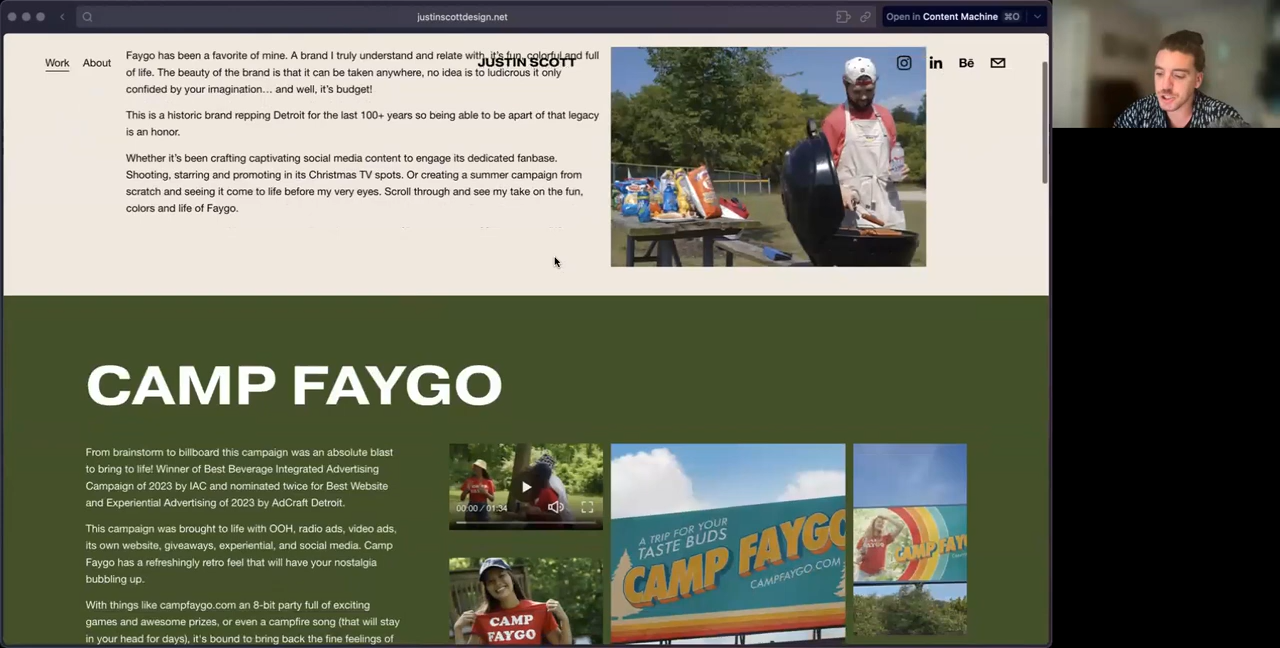 justinscottdesign.net
Open in Content Machine ⌘O
Work About
JUSTIN SCOTT
in Bē
Faygo has been a favorite of mine. A brand I truly understand and relate with, it's fun, colorful and full
of life. The beauty of the brand is that it can be taken anywhere, no idea is to ludicrous it only
confided by your imagination… and well, it's budget!
This is a historic brand repping Detroit for the last 100+ years so being able to be apart of that legacy
is an honor.
Whether it's been crafting captivating social media content to engage its dedicated fanbase.
Shooting, starring and promoting in its Christmas TV spots. Or creating a summer campaign from
scratch and seeing it come to life before my very eyes. Scroll through and see my take on the fun,
colors and life of Faygo.
CAMP FAYGO
From brainstorm to billboard this campaign was an absolute blast
to bring to life! Winner of Best Beverage Integrated Advertising
Campaign of 2023 by IAC and nominated twice for Best Website
and Experiential Advertising of 2023 by AdCraft Detroit.
This campaign was brought to life with OOH, radio ads, video ads,
its own website, giveaways, experiential, and social media. Camp
Faygo has a refreshingly retro feel that will have your nostalgia
bubbling up.
With things like campfaygo.com an 8-bit party full of exciting
games and awesome prizes, or even a campfire song (that will stay
in your head for days), it's bound to bring back the fine feelings of
00:00 / 01:34
CAMP
FAYGO
A TRIP FOR YOUR
TASTE BUDS
CAMP FAYGO
CAMPFAYGO.COM
CAMP FAY